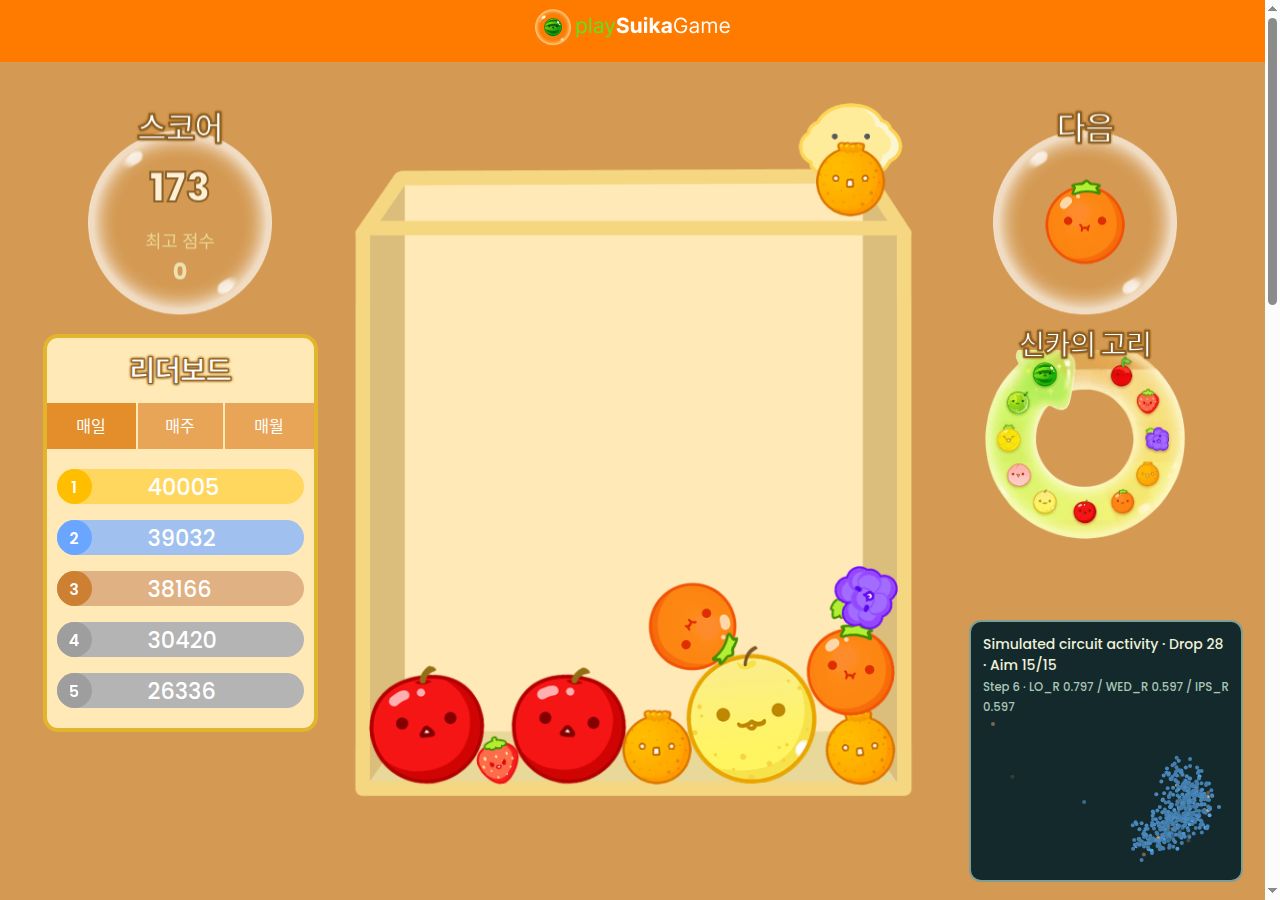 playSuikaGame
스코어
173
최고 점수
0
리더보드
매일 매주 매월
1 40005
2 39032
3 38166
4 30420
5 26336
다음
신카의 고리
Simulated circuit activity · Drop 28
· Aim 15/15
Step 6 · LO_R 0.797 / WED_R 0.597 / IPS_R
0.597